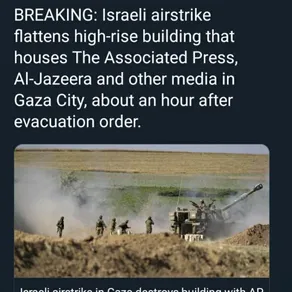 BREAKING: Israeli airstrike
flattens high-rise building that
houses The Associated Press,
Al-Jazeera and other media in
Gaza City, about an hour after
evacuation order.
Israeli airstrike in Gaza destroys building with AP